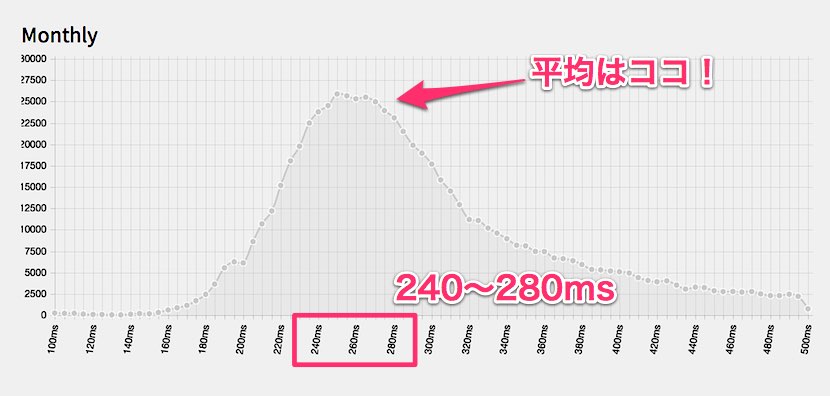 Monthly
30000
平均はココ！
27500
25000
22500
20000
17500
15000
12500
10000
7500
5000
240〜280ms
2500
0
100ms
120ms
140ms
160ms
180ms
200ms
220ms
240ms
260ms
280ms
300ms
320ms
340ms
360ms
380ms
400ms
420ms
440ms
460ms
480ms
500ms